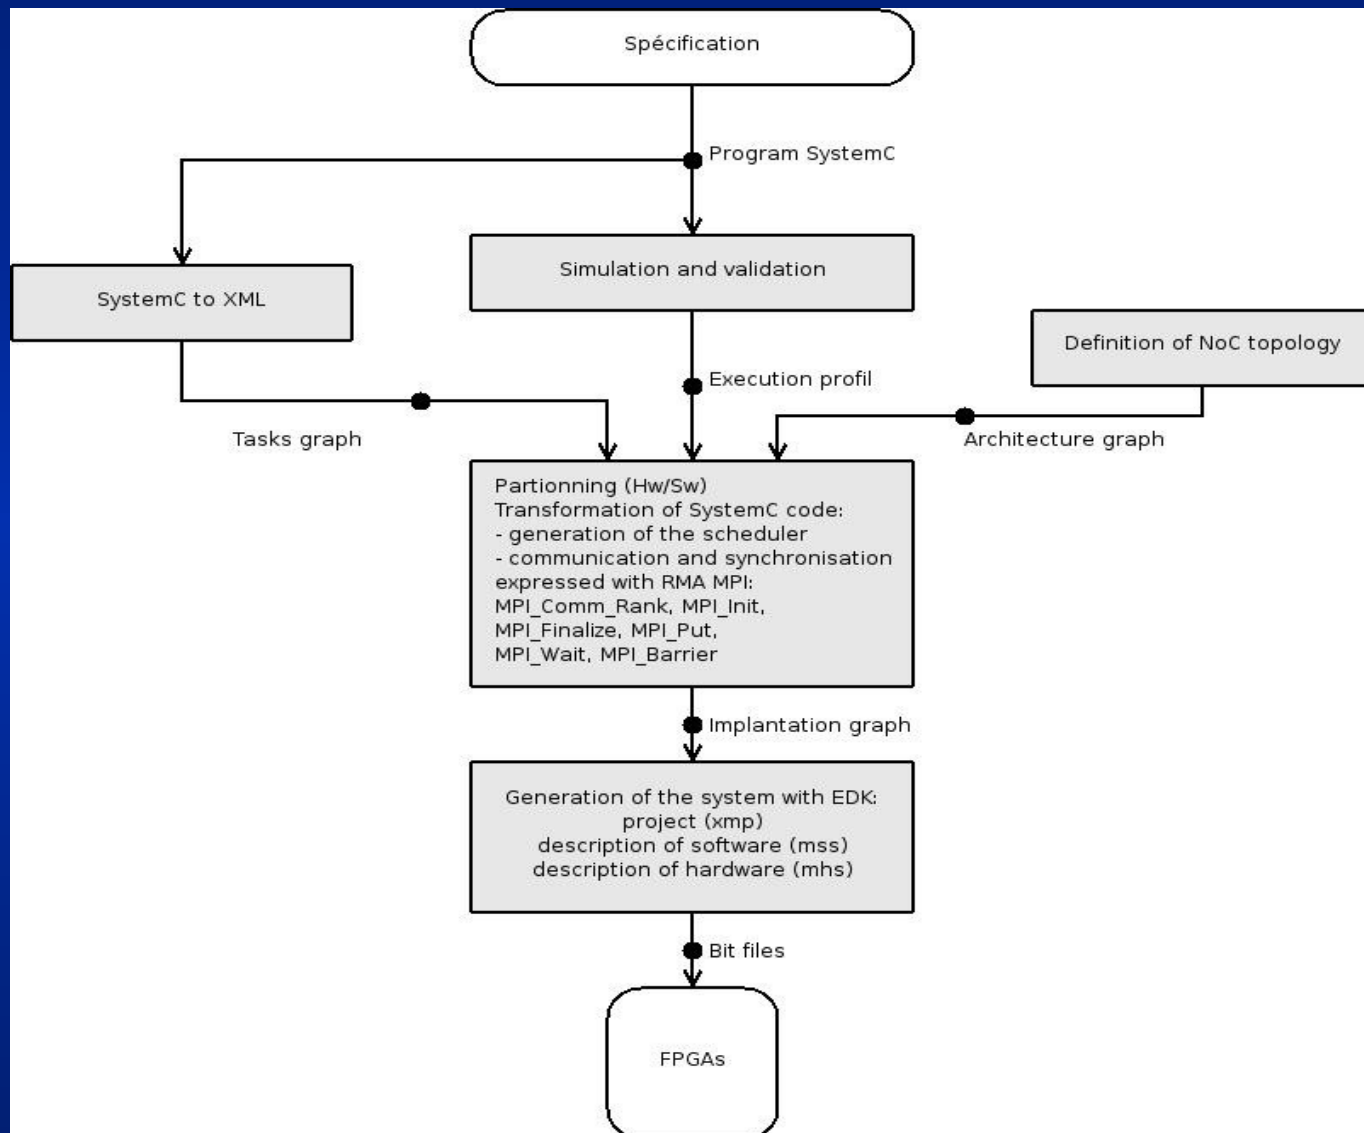 Spécification
Program SystemC
Simulation and validation
SystemC to XML
Definition of NoC topology
Execution profil
Tasks graph
Architecture graph
Partionning (Hw/Sw)
Transformation of SystemC code:
- generation of the scheduler
- communication and synchronisation
expressed with RMA MPI:
MPI_Comm_Rank, MPI_Init,
MPI_Finalize, MPI_Put,
MPI_Wait, MPI_Barrier
Implantation graph
Generation of the system with EDK:
project (xmp)
description of software (mss)
description of hardware (mhs)
Bit files
FPGAs